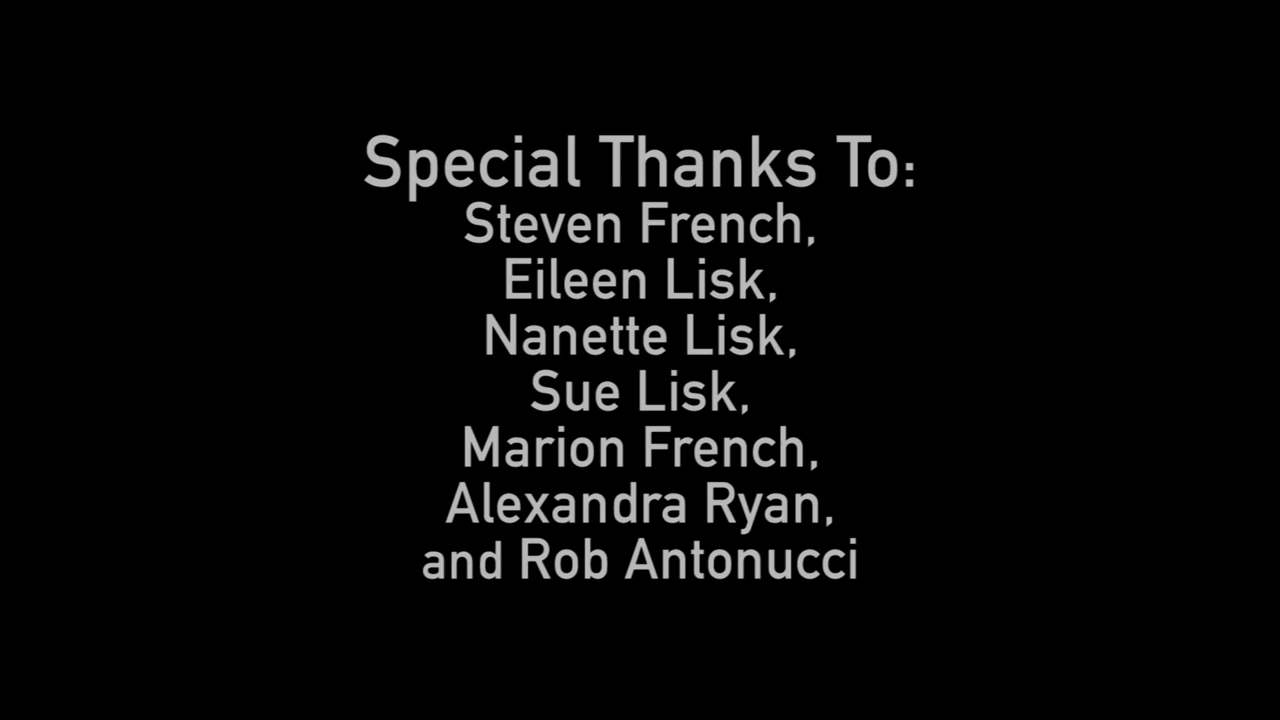 Special Thanks To:
Steven French,
Eileen Lisk,
Nanette Lisk,
Sue Lisk,
Marion French,
Alexandra Ryan,
and Rob Antonucci